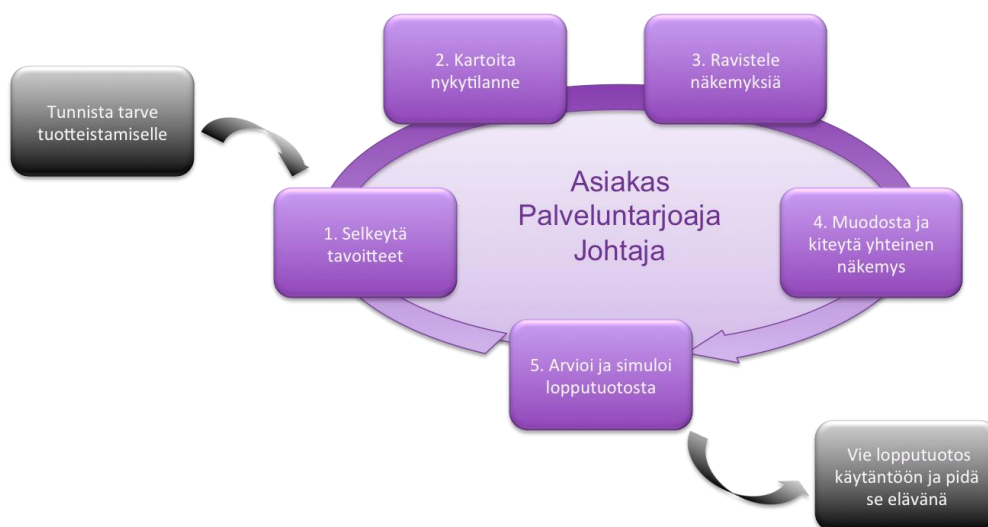 Tunnista tarve
tuotteistamiselle
1. Selkeytä
tavoitteet
2. Kartoita
nykytilanne
3. Ravistele
näkemyksiä
4. Muodosta ja
kiteytä yhteinen
näkemys
5. Arvioi ja simuloi
lopputuotosta
Asiakas
Palveluntarjoaja
Johtaja
Vie lopputuotos
käytäntöön ja pidä
se elävänä